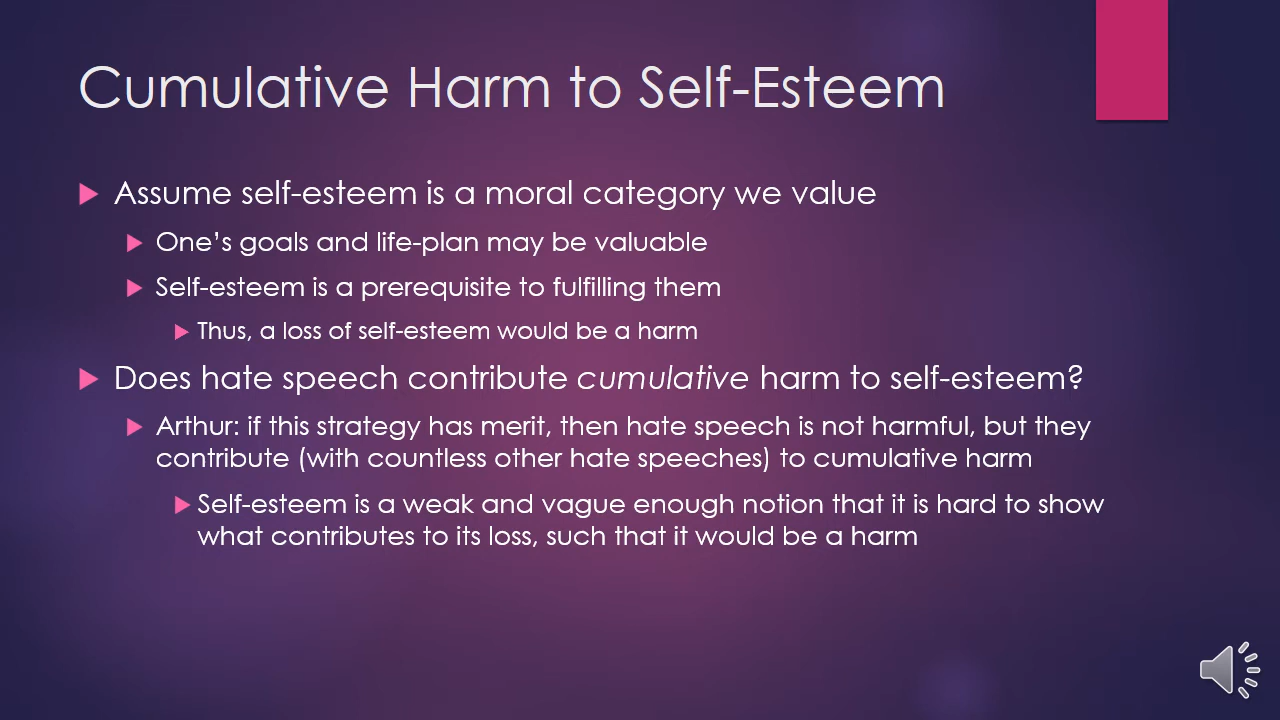 Cumulative Harm to Self-Esteem
Assume self-esteem is a moral category we value
One’s goals and life-plan may be valuable
Self-esteem is a prerequisite to fulfilling them
Thus, a loss of self-esteem would be a harm
Does hate speech contribute cumulative harm to self-esteem?
Arthur: if this strategy has merit, then hate speech is not harmful, but they
contribute (with countless other hate speeches) to cumulative harm
Self-esteem is a weak and vague enough notion that it is hard to show
what contributes to its loss, such that it would be a harm